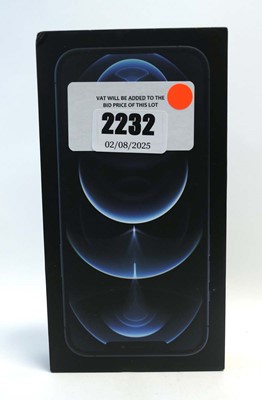 VAT WILL BE ADDED TO THE
BID PRICE OF THIS LOT
2232
02/08/2025